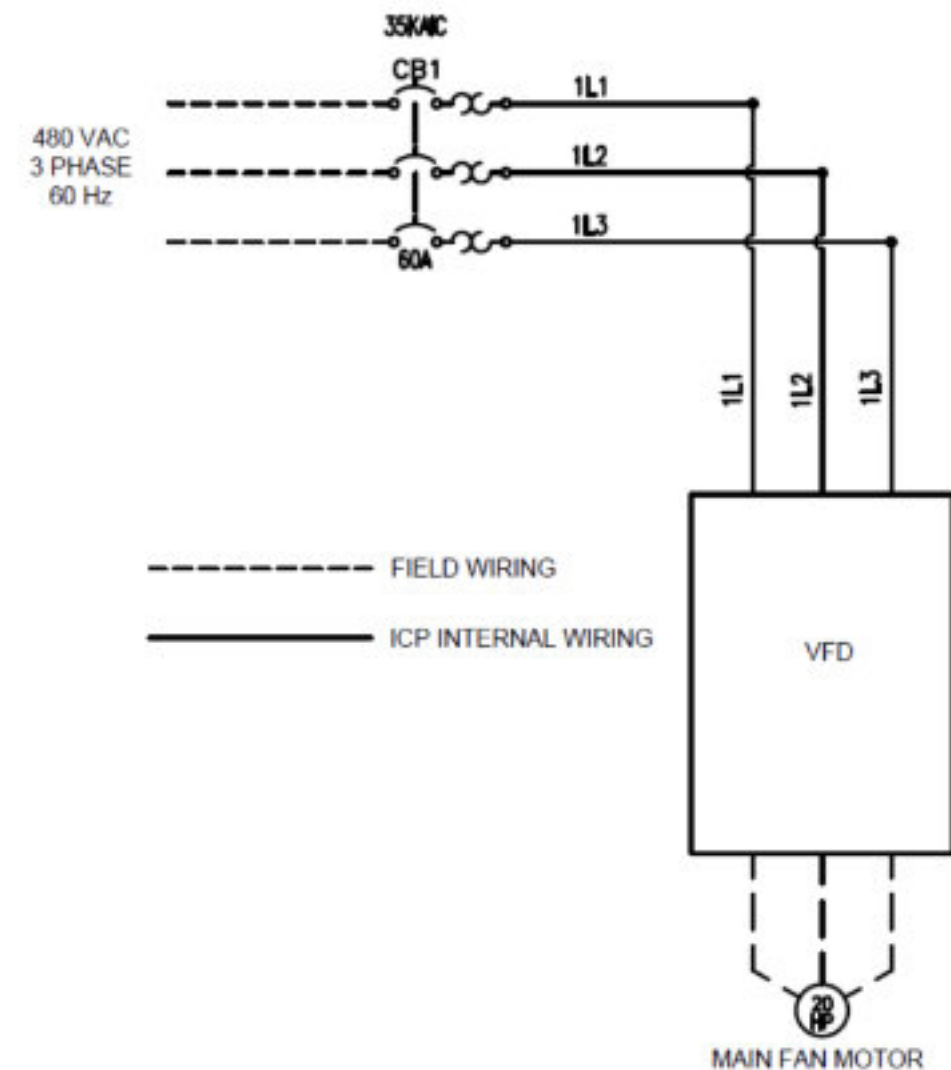 35KAIC
CB1
1L1
480 VAC
3 PHASE
60 Hz
1L2
1L3
60A
1L1
1L2
1L3
FIELD WIRING
ICP INTERNAL WIRING
VFD
20
HP
MAIN FAN MOTOR